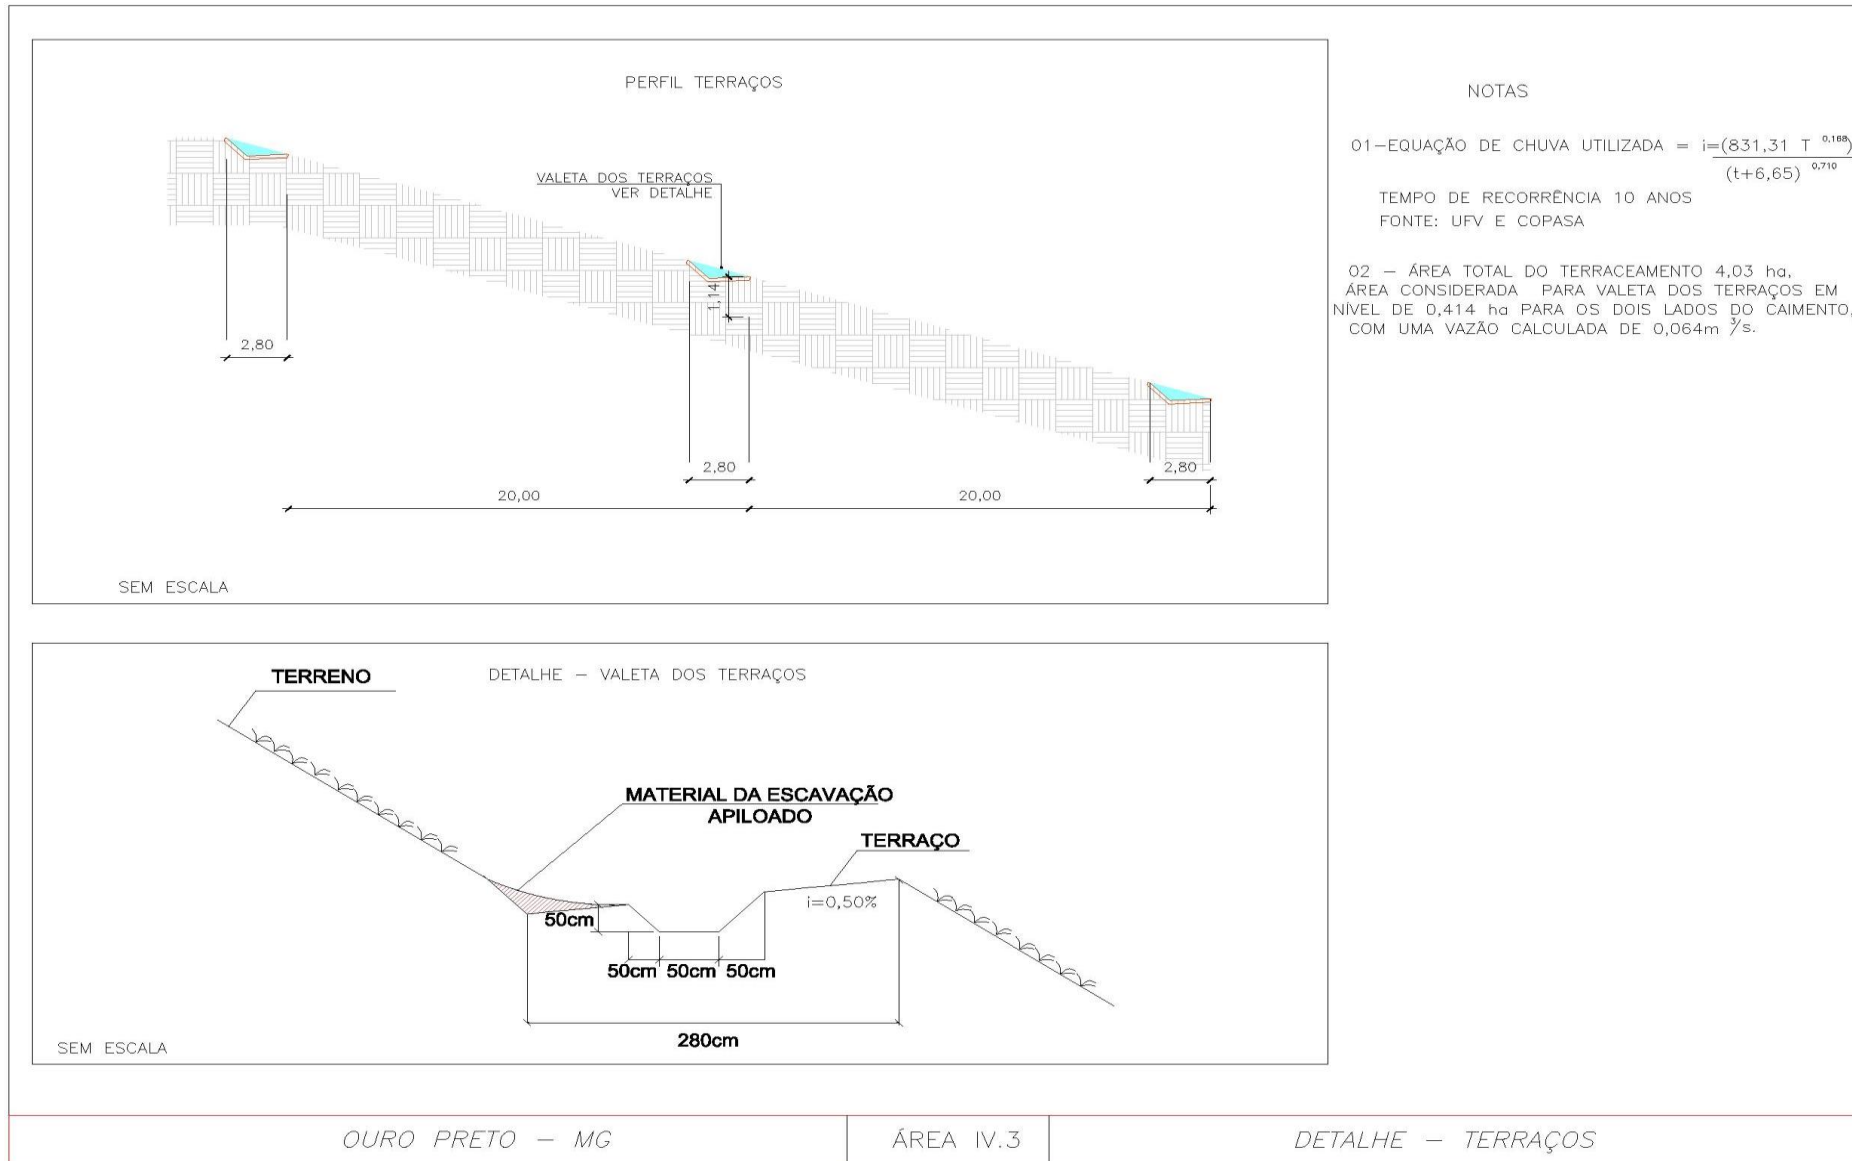 PERFIL TERRAÇOS
VALETA DOS TERRAÇOS
VER DETALHE
1,14
2,80
2,80
2,80
20,00
20,00
SEM ESCALA
NOTAS
01-EQUAÇÃO DE CHUVA UTILIZADA = i=(831,31 T 0,168)
(t+6,65) 0,710
TEMPO DE RECORRÊNCIA 10 ANOS
FONTE: UFV E COPASA
02 - ÁREA TOTAL DO TERRACEAMENTO 4,03 ha,
ÁREA CONSIDERADA PARA VALETA DOS TERRAÇOS EM
NÍVEL DE 0,414 ha PARA OS DOIS LADOS DO CAIMENTO,
COM UMA VAZÃO CALCULADA DE 0,064m ³/s.
DETALHE - VALETA DOS TERRAÇOS
TERRENO
MATERIAL DA ESCAVAÇÃO
APILOADO
TERRAÇO
i=0,50%
50cm
50cm 50cm 50cm
280cm
SEM ESCALA
OURO PRETO - MG
ÁREA IV.3
DETALHE - TERRAÇOS